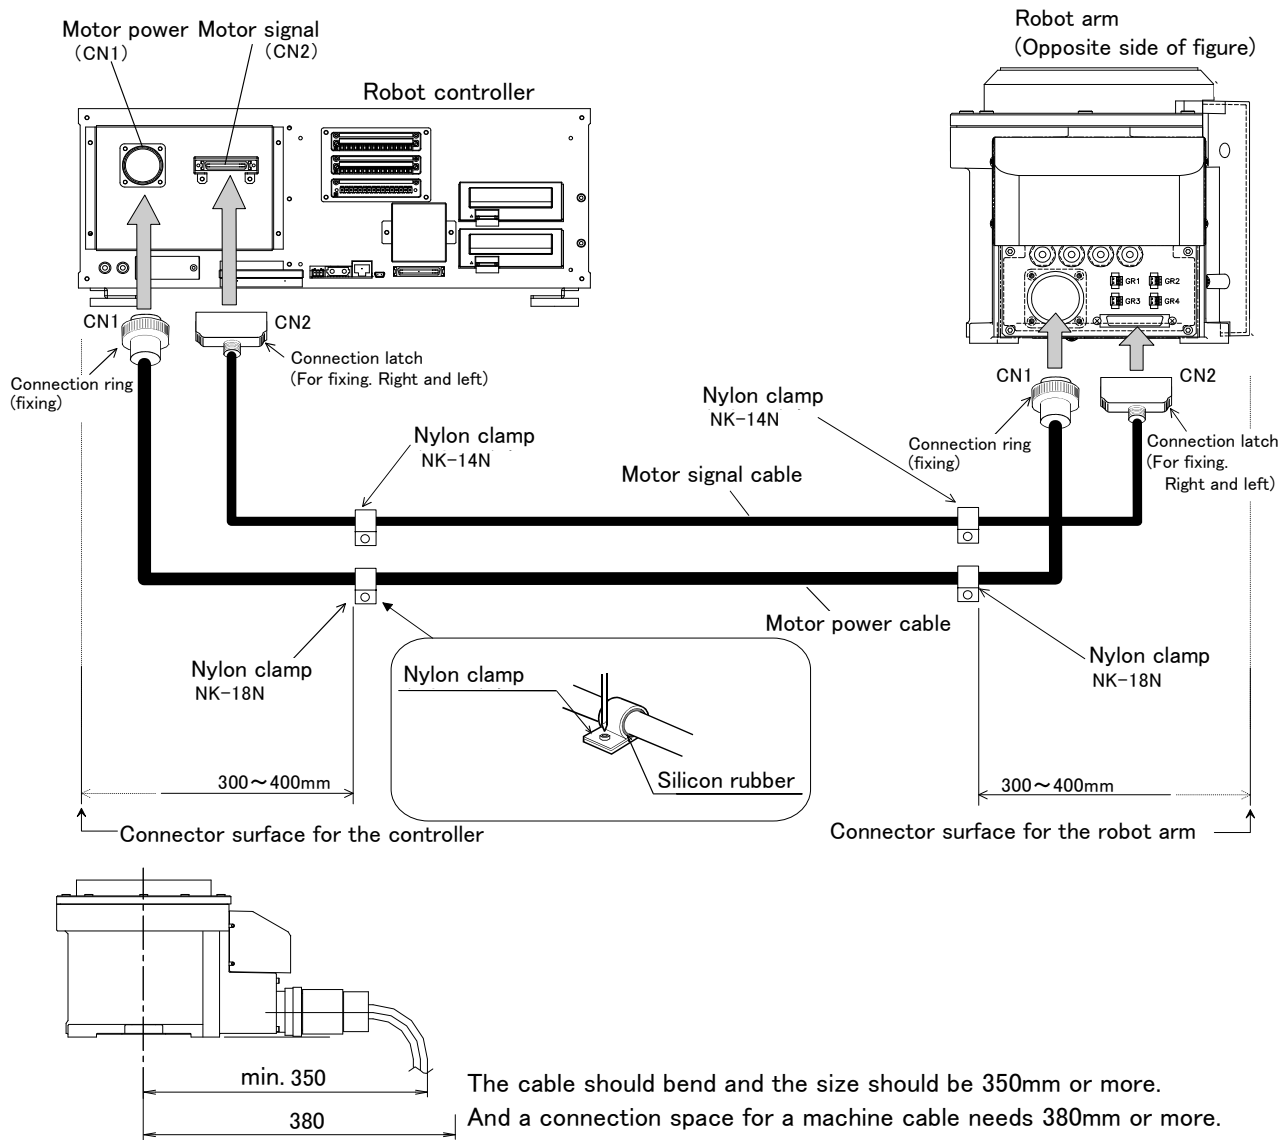 Motor power
(CN1)
Motor signal
(CN2)
Robot controller
Robot arm
(Opposite side of figure)
GR1
GR2
GR3
GR4
CN1
CN2
Connection ring
(fixing)
Connection latch
(For fixing. Right and left)
CN1
CN2
Connection ring
(fixing)
Connection latch
(For fixing.
Right and left)
Nylon clamp
NK-14N
Nylon clamp
NK-14N
Motor signal cable
Motor power cable
Nylon clamp
NK-18N
Nylon clamp
NK-18N
Nylon clamp
Silicon rubber
300～400mm
300～400mm
Connector surface for the controller
Connector surface for the robot arm
min. 350
380
The cable should bend and the size should be 350mm or more.
And a connection space for a machine cable needs 380mm or more.